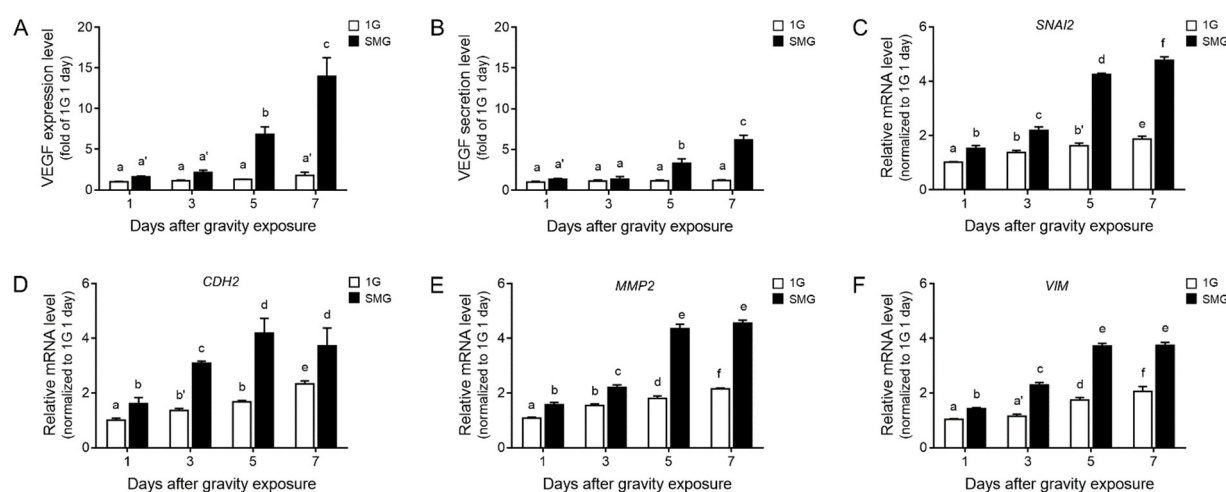 A
1G
SMG
VEGF expression level
(fold of 1G 1 day)
20
15
10
5
0
a
a'
a
a'
a
b
a'
c
1
3
5
7
Days after gravity exposure
B
1G
SMG
VEGF secretion level
(fold of 1G 1 day)
20
15
10
5
0
a
a'
a
a
a
b
a
c
1
3
5
7
Days after gravity exposure
C
SNAI2
1G
SMG
Relative mRNA level
(normalized to 1G 1 day)
6
4
2
0
a
b
b
c
b'
d
e
f
1
3
5
7
Days after gravity exposure
D
CDH2
1G
SMG
Relative mRNA level
(normalized to 1G 1 day)
6
4
2
0
a
b
b'
c
b
d
e
d
1
3
5
7
Days after gravity exposure
E
MMP2
1G
SMG
Relative mRNA level
(normalized to 1G 1 day)
6
4
2
0
a
b
b
c
d
e
f
e
1
3
5
7
Days after gravity exposure
F
VIM
1G
SMG
Relative mRNA level
(normalized to 1G 1 day)
6
4
2
0
a
b
a'
c
d
e
f
e
1
3
5
7
Days after gravity exposure